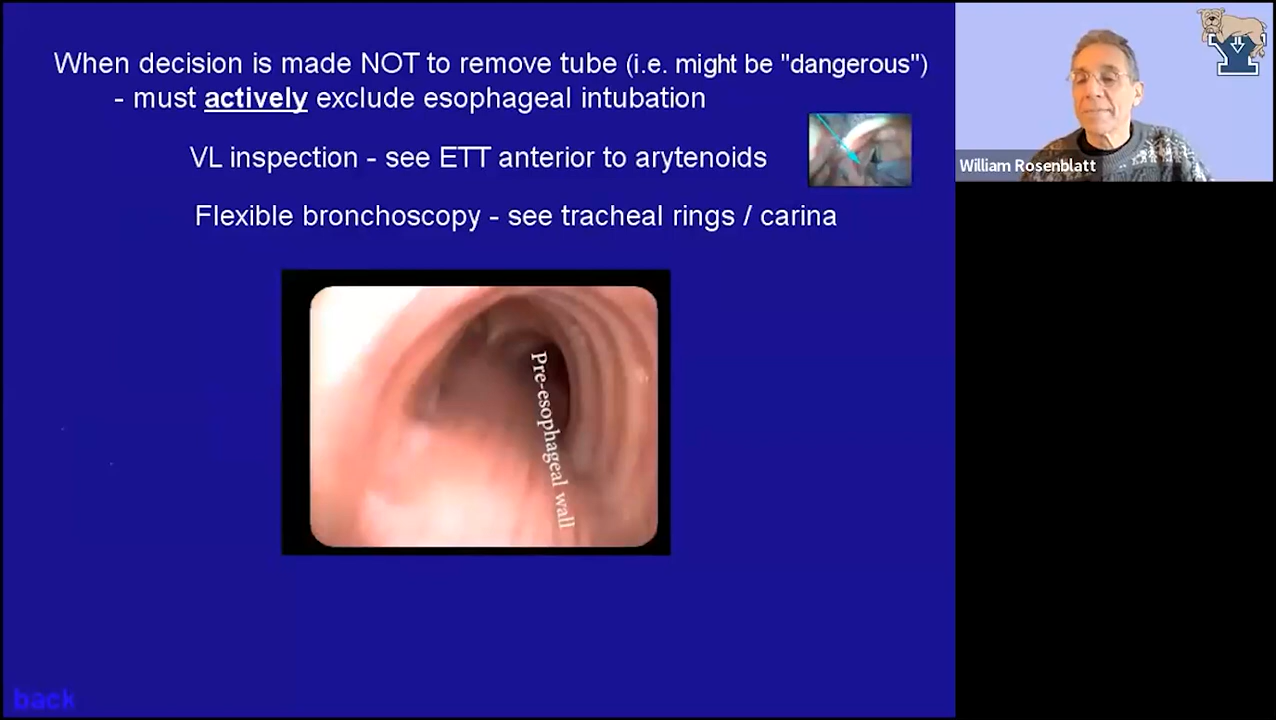 When decision is made NOT to remove tube (i.e. might be "dangerous")
- must actively exclude esophageal intubation
VL inspection - see ETT anterior to arytenoids
Flexible bronchoscopy - see tracheal rings / carina
Pre-esophageal wall
William Rosenblatt
Y
back